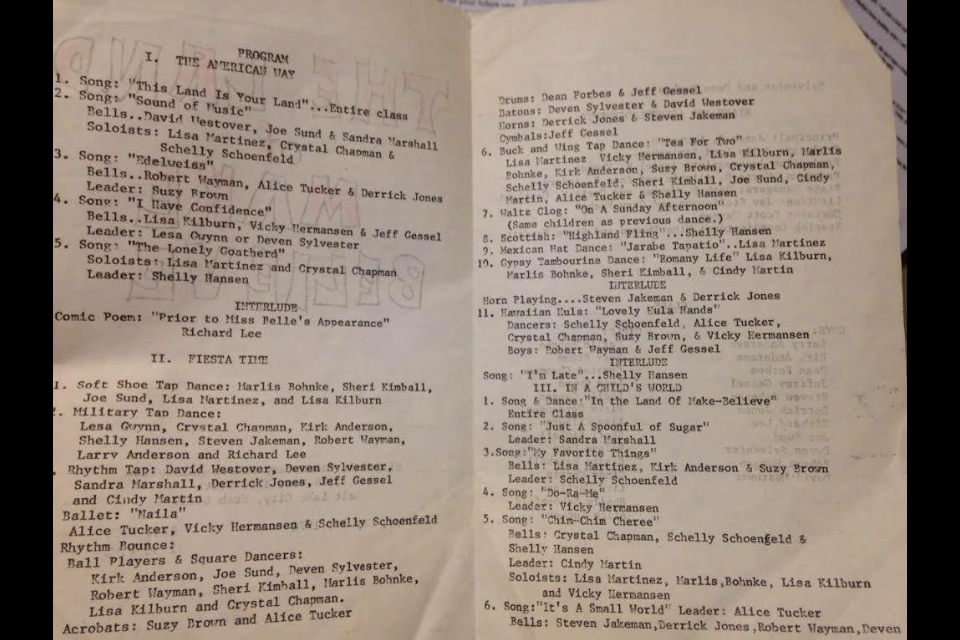 PROGRAM
I. THE AMERICAN WAY
1. Song: "This Land Is Your Land"...Entire class
2. Song: "Sound of Music"
Bells..David Westover, Joe Sund & Sandra Marshall
Soloists: Lisa Martinez, Crystal Chapman &
Schelly Schoenfeld
3. Song: "Edelweiss"
Bells..Robert Wayman, Alice Tucker & Derrick Jones
Leader: Suzy Brown
4. Song: "I Have Confidence"
Bells..Lisa Kilburn, Vicky Hermansen & Jeff Gessel
Leader: Lesa Gwynn or Deven Sylvester
5. Song: "The Lonely Goatherd"
Soloists: Lisa Martinez and Crystal Chapman
Leader: Shelly Hansen
INTERLUDE
Comic Poem: "Prior to Miss Belle's Appearance"
Richard Lee
II. FIESTA TIME
1. Soft Shoe Tap Dance: Marlis Bohnke, Sheri Kimball,
Joe Sund, Lisa Martinez, and Lisa Kilburn
. Military Tap Dance:
Lesa Gwynn, Crystal Chapman, Kirk Anderson,
Shelly Hansen, Steven Jakeman, Robert Wayman,
Larry Anderson and Richard Lee
. Rhythm Tap: David Westover, Deven Sylvester,
Sandra Marshall, Derrick Jones, Jeff Gessel
and Cindy Martin
Ballet: "Naila"
Alice Tucker, Vicky Hermansen & Schelly Schoenfeld
Rhythm Bounce:
Ball Players & Square Dancers:
Kirk Anderson, Joe Sund, Deven Sylvester,
Robert Wayman, Sheri Kimball, Marlis Bohnke,
Lisa Kilburn and Crystal Chapman.
Acrobats: Suzy Brown and Alice Tucker
Drums: Dean Forbes & Jeff Gessel
Batons: Deven Sylvester & David Westover
Horns: Derrick Jones & Steven Jakeman
Cymbals:Jeff Gessel
6. Buck and Wing Tap Dance: "Tea For Two"
Lisa Martinez Vicky Hermansen, Lisa Kilburn, Marlis
Bohnke, Kirk Anderson, Suzy Brown, Crystal Chapman,
Schelly Schoenfeld, Sheri Kimball, Joe Sund, Cindy
Martin, Alice Tucker & Shelly Hansen
7. Waltz Clog: "On A Sunday Afternoon"
(Same children as previous dance.)
8. Scottish: "Highland Fling"...Shelly Hansen
9. Mexican Hat Dance: "Jarabe Tapatio"..Lisa Martinez
10. Gypsy Tambourine Dance: "Romany Life" Lisa Kilburn,
Marlis Bohnke, Sheri Kimball, & Cindy Martin
INTERLUDE
Horn Playing....Steven Jakeman & Derrick Jones
11. Hawaiian Hula: "Lovely Hula Hands"
Dancers: Schelly Schoenfeld, Alice Tucker,
Crystal Chapman, Suzy Brown, & Vicky Hermansen
Boys: Robert Wayman & Jeff Gessel
INTERLUDE
Song: "I'm Late"...Shelly Hansen
III. IN A CHILD'S WORLD
1. Song & Dance:"In the Land Of Make-Believe"
Entire Class
2. Song: "Just A Spoonful of Sugar"
Leader: Sandra Marshall
3.Song:"My Favorite Things"
Bells: Lisa Martinez, Kirk Anderson & Suzy Brown
Leader: Schelly Schoenfeld
4. Song: "Do-Ra-Me"
Leader: Vicky Hermansen
5. Song: "Chim-Chim Cheree"
Bells: Crystal Chapman, Schelly Schoenfeld &
Shelly Hansen
Leader: Cindy Martin
Soloists: Lisa Martinez, Marlis,Bohnke, Lisa Kilburn
and Vicky Hermansen
6. Song:"It's A Small World" Leader: Alice Tucker
Bells: Steven Jakeman,Derrick Jones,Robert Wayman,Deven